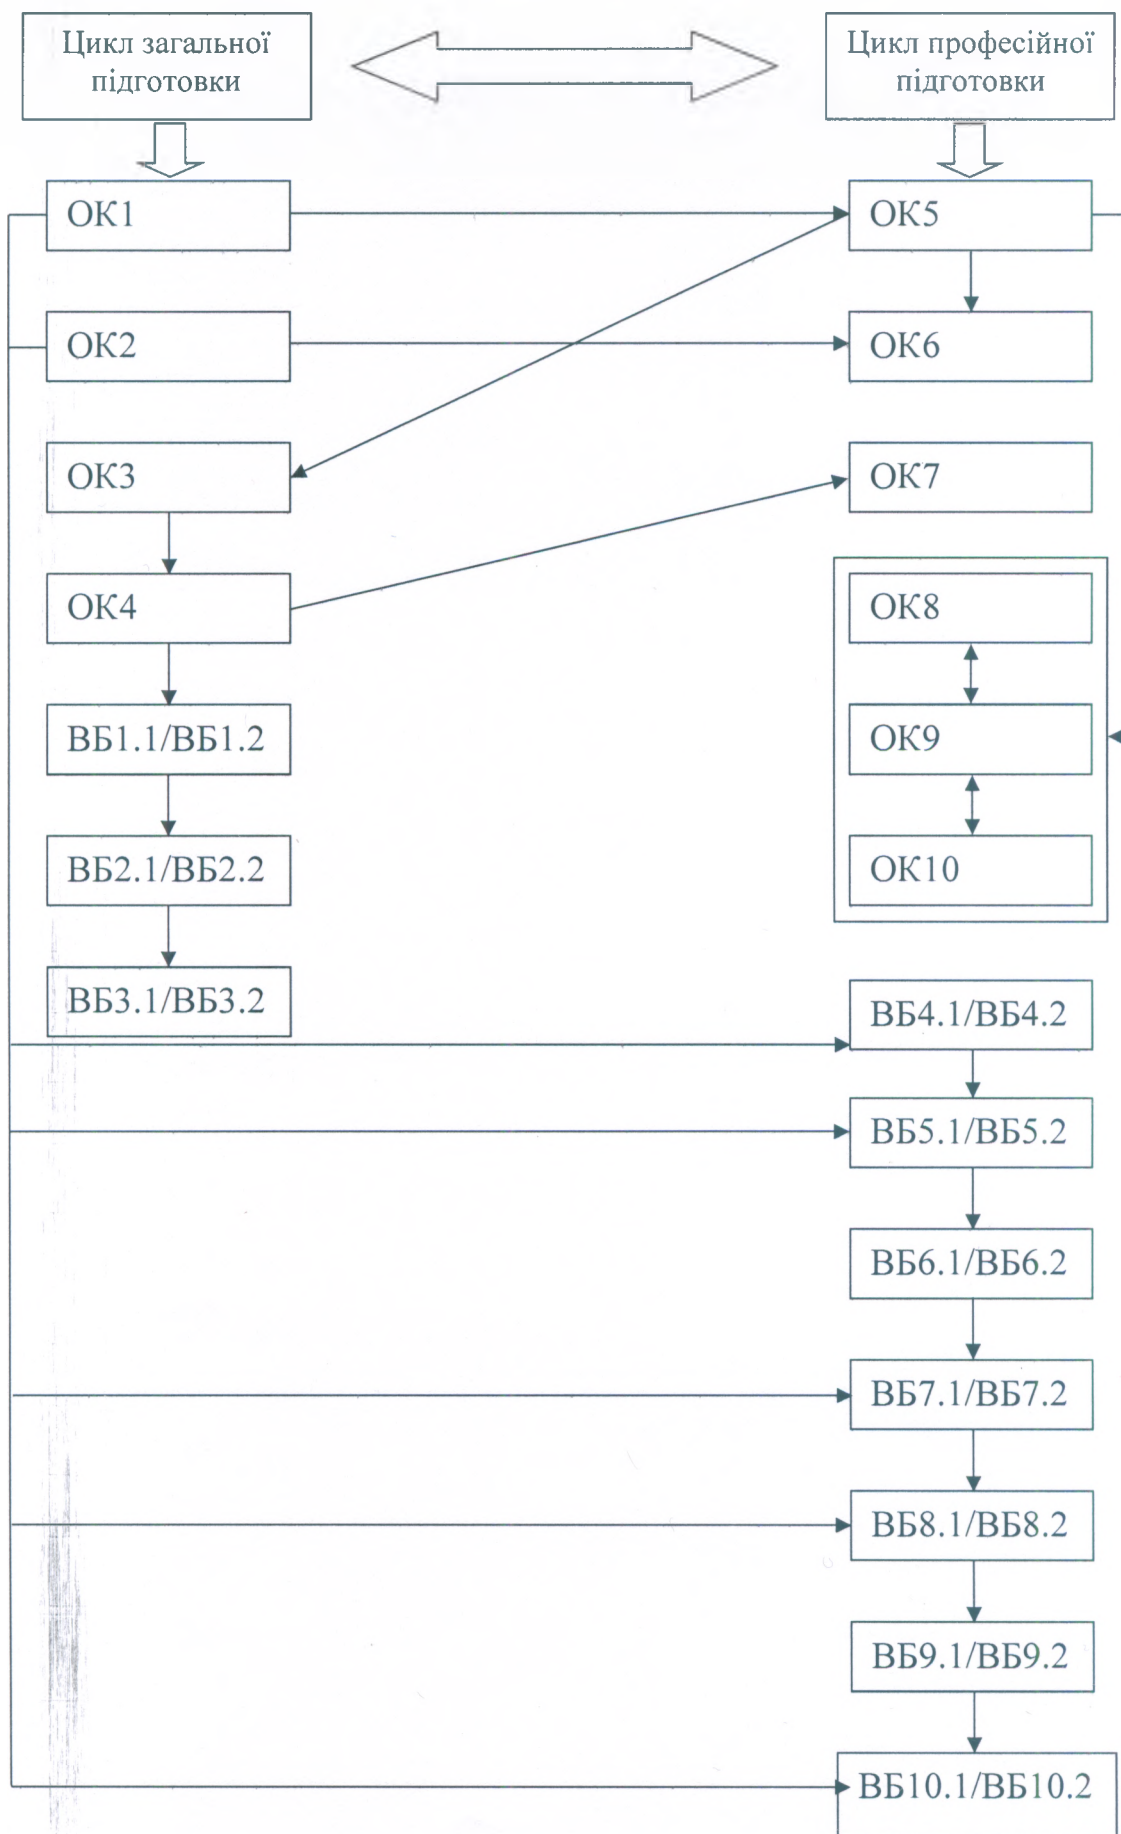 Цикл загальної
підготовки
Цикл професійної
підготовки
ОК1
ОК5
ОК2
ОК6
ОК3
ОК7
ОК4
ОК8
ВБ1.1/ВБ1.2
ОК9
ВБ2.1/ВБ2.2
ОК10
ВБ3.1/ВБ3.2
ВБ4.1/ВБ4.2
ВБ5.1/ВБ5.2
ВБ6.1/ВБ6.2
ВБ7.1/ВБ7.2
ВБ8.1/ВБ8.2
ВБ9.1/ВБ9.2
ВБ10.1/ВБ10.2